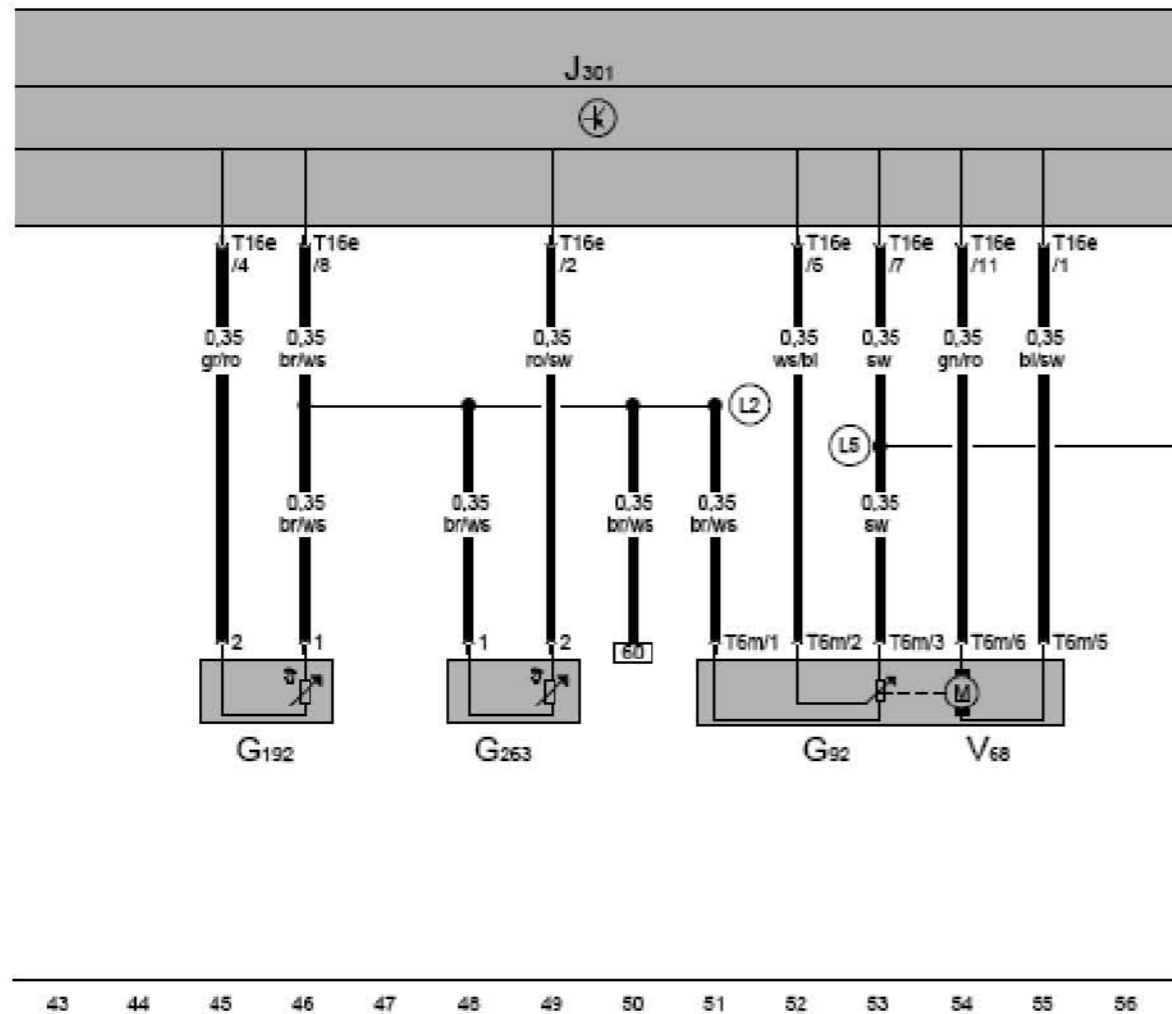 J301
T16e T16e T16e T16e T16e T16e T16e
/4 /8 /2 /5 /7 /11 /1
0,35 0,35 0,35 0,35 0,35 0,35 0,35
gr/ro br/ws ro/sw ws/bl sw gn/ro bl/sw
L2
L5
0,35 0,35 0,35 0,35 0,35
br/ws br/ws br/ws br/ws sw
2 1 1 2 60 T6m/1 T6m/2 T6m/3 T6m/6 T6m/5
M
G192 G263 G92 V68
43 44 45 46 47 48 49 50 51 52 53 54 55 56